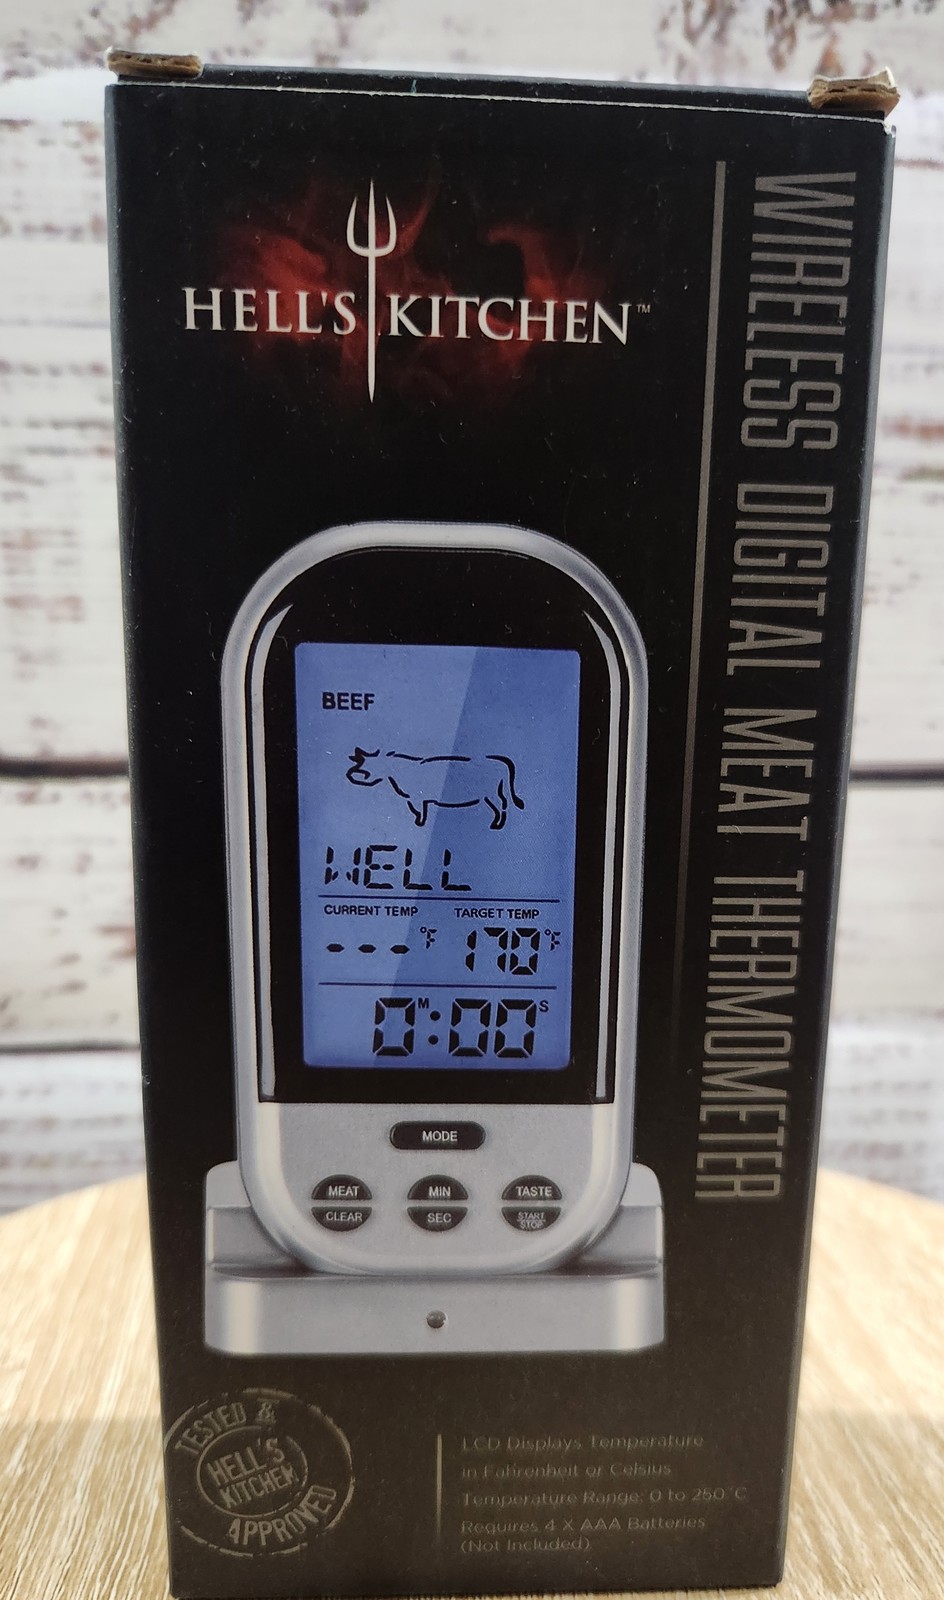 HELL'S KITCHEN™
WIRELESS DIGITAL MEAT THERMOMETER
BEEF
WELL
CURRENT TEMP TARGET TEMP
---°F 170°F
0M:00S
MODE
MEAT MIN TASTE
CLEAR SEC START
STOP
TESTED &
HELL'S
KITCHEN
APPROVED
LCD Displays Temperature
in Fahrenheit or Celsius
Temperature Range: 0 to 250°C
Requires 4 X AAA Batteries
(Not Included)